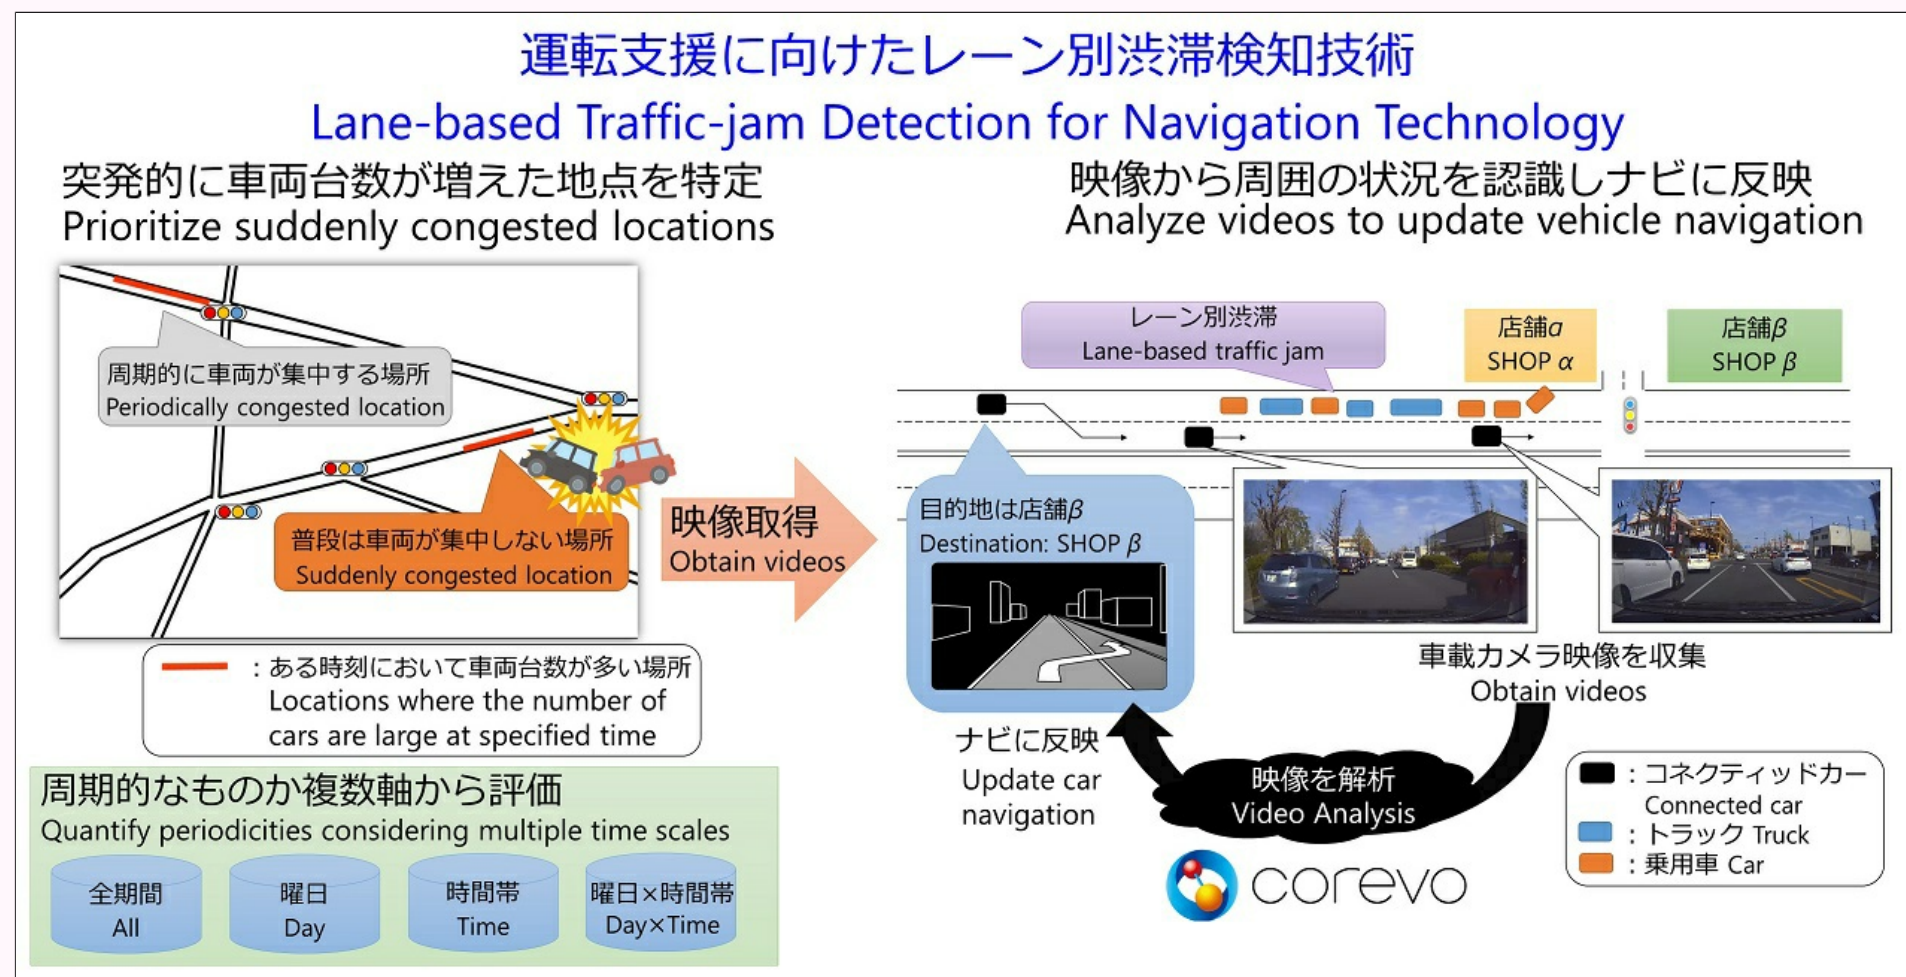 運転支援に向けたレーン別渋滞検知技術
Lane-based Traffic-jam Detection for Navigation Technology
突発的に車両台数が増えた地点を特定
Prioritize suddenly congested locations
周期的に車両が集中する場所
Periodically congested location
普段は車両が集中しない場所
Suddenly congested location
：ある時刻において車両台数が多い場所
Locations where the number of
cars are large at specified time
周期的なものか複数軸から評価
Quantify periodicities considering multiple time scales
全期間
All
曜日
Day
時間帯
Time
曜日×時間帯
Day×Time
映像取得
Obtain videos
映像から周囲の状況を認識しナビに反映
Analyze videos to update vehicle navigation
レーン別渋滞
Lane-based traffic jam
店舗α
SHOP α
店舗β
SHOP β
目的地は店舗β
Destination: SHOP β
車載カメラ映像を収集
Obtain videos
ナビに反映
Update car
navigation
映像を解析
Video Analysis
corevo
：コネクティッドカー
Connected car
：トラック Truck
：乗用車 Car